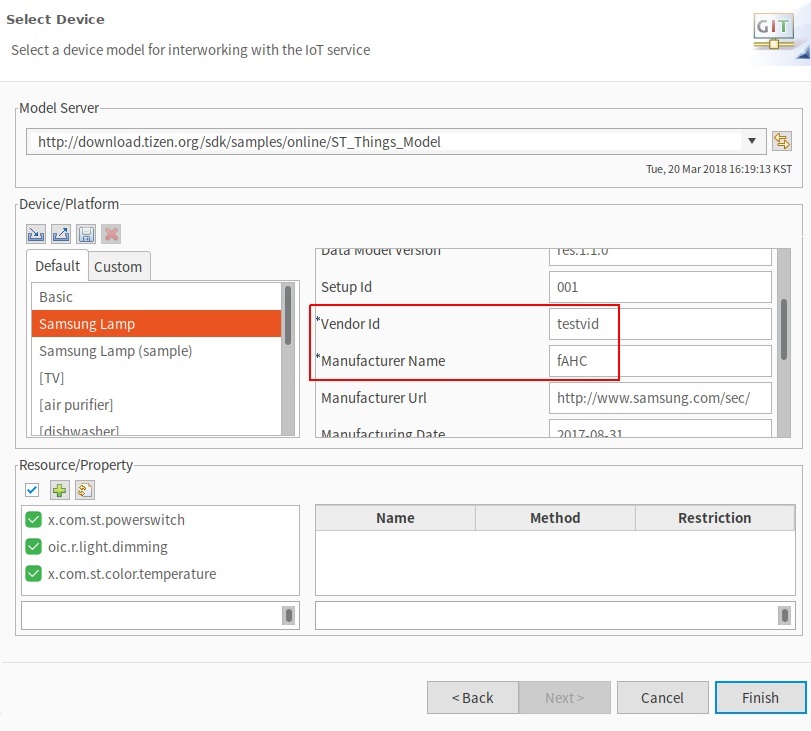 Select Device
Select a device model for interworking with the IoT service
GIT
Model Server
http://download.tizen.org/sdk/samples/online/ST_Things_Model
Tue, 20 Mar 2018 16:19:13 KST
Device/Platform
Default Custom
Basic
Samsung Lamp
Samsung Lamp (sample)
[TV]
[air purifier]
[dishwasher]
Data Model Version res.1.1.0
Setup Id 001
*Vendor Id testvid
*Manufacturer Name fAHC
Manufacturer Url http://www.samsung.com/sec/
Manufacturing Date 2017-08-31
Resource/Property
x.com.st.powerswitch
oic.r.light.dimming
x.com.st.color.temperature
Name Method Restriction
< Back Next > Cancel Finish